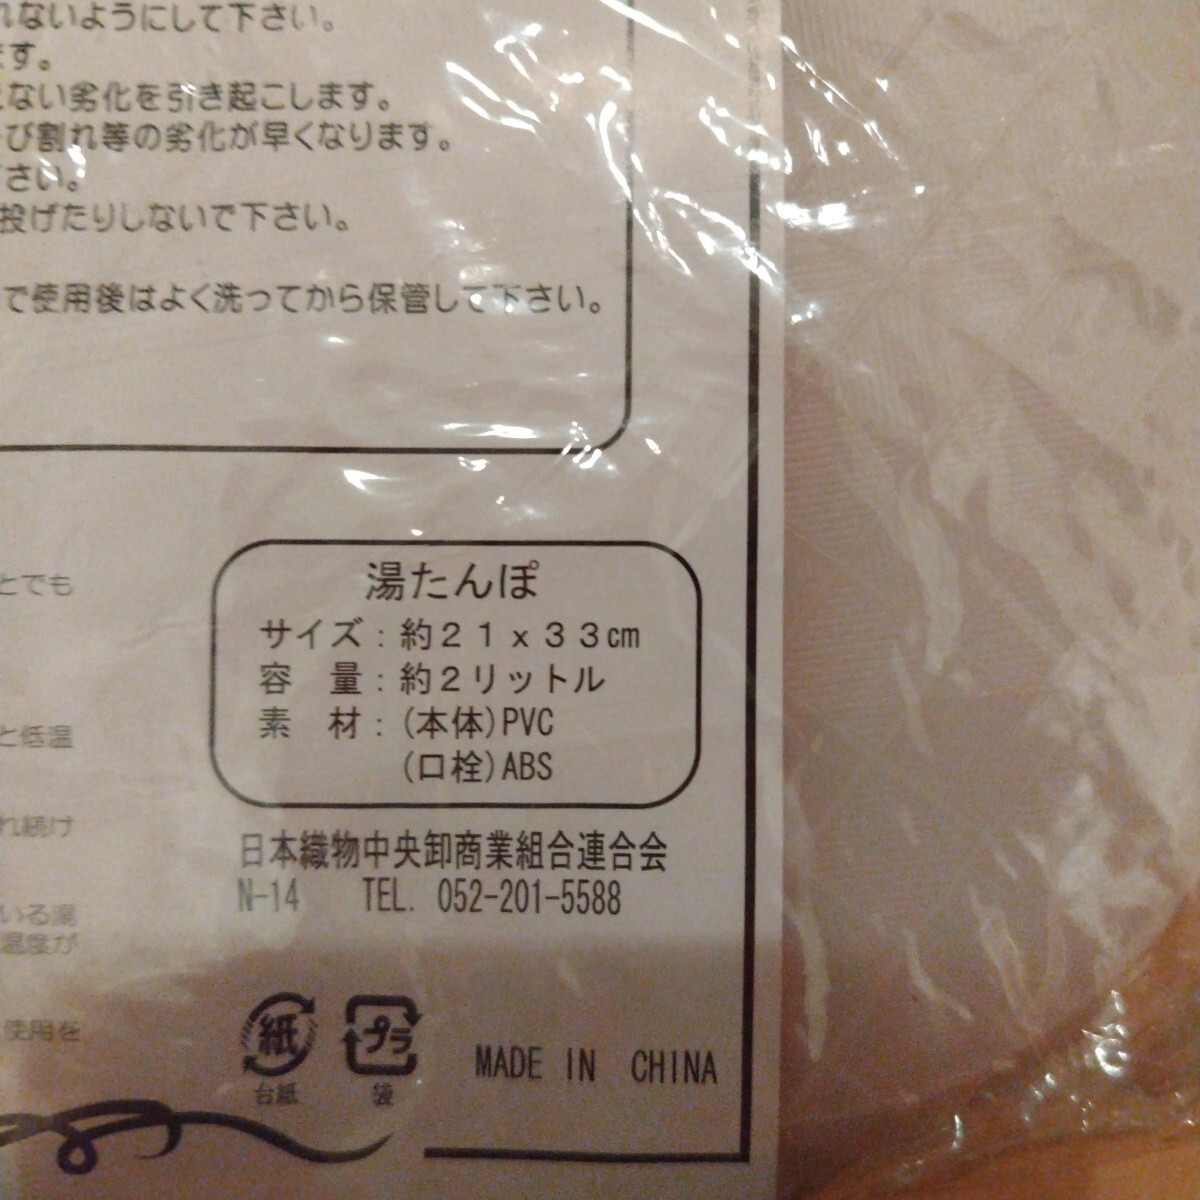 れないようにして下さい。
ます。
ない劣化を引き起こします。
び割れ等の劣化が早くなります。
さい。
投げたりしないで下さい。
で使用後はよく洗ってから保管して下さい。
とでも
と低温
れ続け
いる湯
温度が
使用を
湯たんぽ
サイズ：約21x33cm
容　量：約2リットル
素　材：(本体)PVC
(口栓)ABS
日本織物中央卸商業組合連合会
N-14　TEL. 052-201-5588
紙 プラ
台紙 袋
MADE IN CHINA